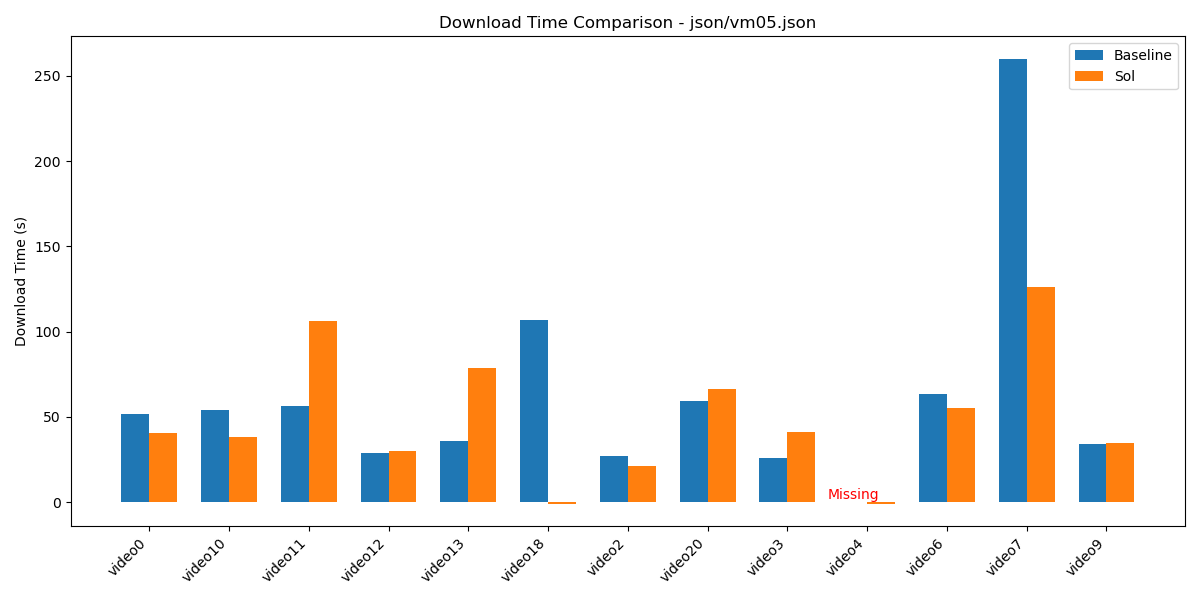 Download Time Comparison - json/vm05.json
Baseline
Sol
Download Time (s)
250
200
150
100
50
0
Missing
video0
video10
video11
video12
video13
video18
video2
video20
video3
video4
video6
video7
video9